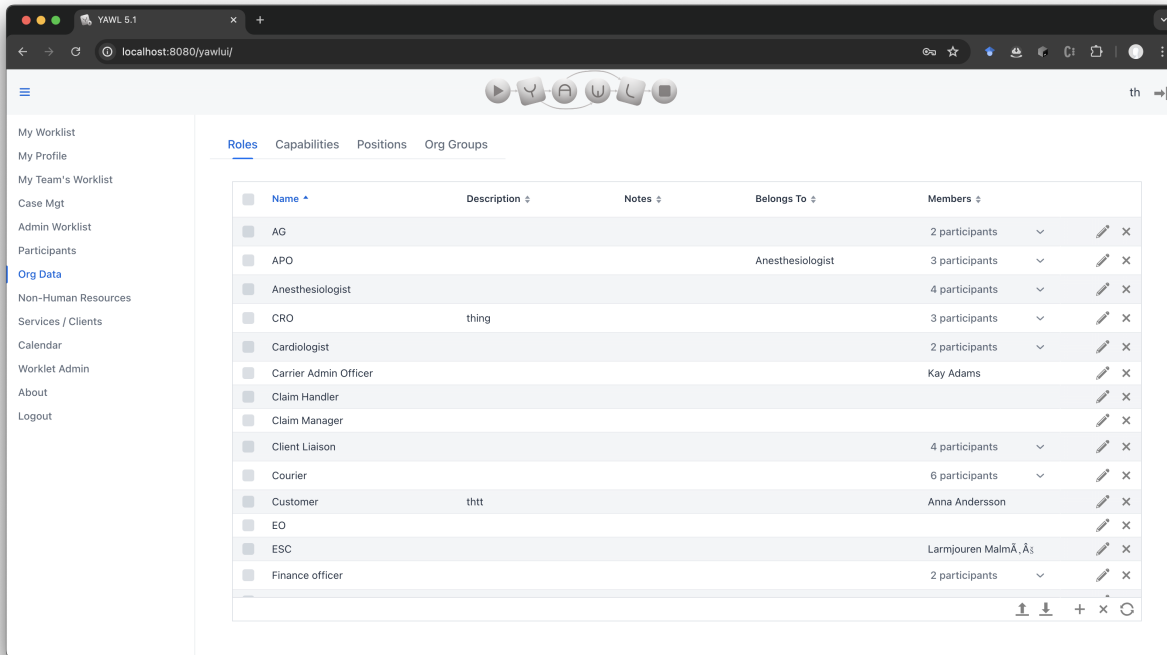 YAWL 5.1
localhost:8080/yawlui/
YAWL
th
My Worklist
My Profile
My Team's Worklist
Case Mgt
Admin Worklist
Participants
Org Data
Non-Human Resources
Services / Clients
Calendar
Worklet Admin
About
Logout
Roles Capabilities Positions Org Groups
Name Description Notes Belongs To Members
AG 2 participants
APO Anesthesiologist 3 participants
Anesthesiologist 4 participants
CRO thing 3 participants
Cardiologist 2 participants
Carrier Admin Officer Kay Adams
Claim Handler
Claim Manager
Client Liaison 4 participants
Courier 6 participants
Customer thtt Anna Andersson
EO
ESC Larmjouren MalmÃ‚Âš
Finance officer 2 participants